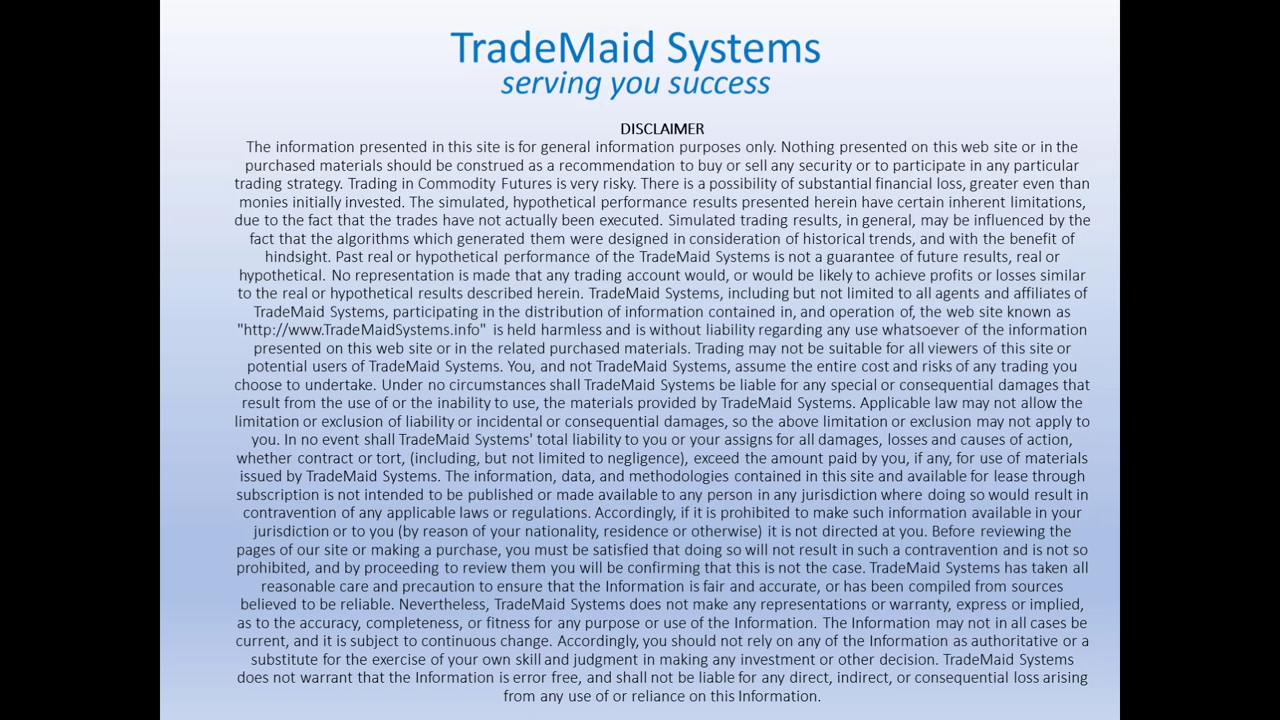 TradeMaid Systems
serving you success
DISCLAIMER
The information presented in this site is for general information purposes only. Nothing presented on this web site or in the
purchased materials should be construed as a recommendation to buy or sell any security or to participate in any particular
trading strategy. Trading in Commodity Futures is very risky. There is a possibility of substantial financial loss, greater even than
monies initially invested. The simulated, hypothetical performance results presented herein have certain inherent limitations,
due to the fact that the trades have not actually been executed. Simulated trading results, in general, may be influenced by the
fact that the algorithms which generated them were designed in consideration of historical trends, and with the benefit of
hindsight. Past real or hypothetical performance of the TradeMaid Systems is not a guarantee of future results, real or
hypothetical. No representation is made that any trading account would, or would be likely to achieve profits or losses similar
to the real or hypothetical results described herein. TradeMaid Systems, including but not limited to all agents and affiliates of
TradeMaid Systems, participating in the distribution of information contained in, and operation of, the web site known as
"http://www.TradeMaidSystems.info" is held harmless and is without liability regarding any use whatsoever of the information
presented on this web site or in the related purchased materials. Trading may not be suitable for all viewers of this site or
potential users of TradeMaid Systems. You, and not TradeMaid Systems, assume the entire cost and risks of any trading you
choose to undertake. Under no circumstances shall TradeMaid Systems be liable for any special or consequential damages that
result from the use of or the inability to use, the materials provided by TradeMaid Systems. Applicable law may not allow the
limitation or exclusion of liability or incidental or consequential damages, so the above limitation or exclusion may not apply to
you. In no event shall TradeMaid Systems' total liability to you or your assigns for all damages, losses and causes of action,
whether contract or tort, (including, but not limited to negligence), exceed the amount paid by you, if any, for use of materials
issued by TradeMaid Systems. The information, data, and methodologies contained in this site and available for lease through
subscription is not intended to be published or made available to any person in any jurisdiction where doing so would result in
contravention of any applicable laws or regulations. Accordingly, if it is prohibited to make such information available in your
jurisdiction or to you (by reason of your nationality, residence or otherwise) it is not directed at you. Before reviewing the
pages of our site or making a purchase, you must be satisfied that doing so will not result in such a contravention and is not so
prohibited, and by proceeding to review them you will be confirming that this is not the case. TradeMaid Systems has taken all
reasonable care and precaution to ensure that the Information is fair and accurate, or has been compiled from sources
believed to be reliable. Nevertheless, TradeMaid Systems does not make any representations or warranty, express or implied,
as to the accuracy, completeness, or fitness for any purpose or use of the Information. The Information may not in all cases be
current, and it is subject to continuous change. Accordingly, you should not rely on any of the Information as authoritative or a
substitute for the exercise of your own skill and judgment in making any investment or other decision. TradeMaid Systems
does not warrant that the Information is error free, and shall not be liable for any direct, indirect, or consequential loss arising
from any use of or reliance on this Information.